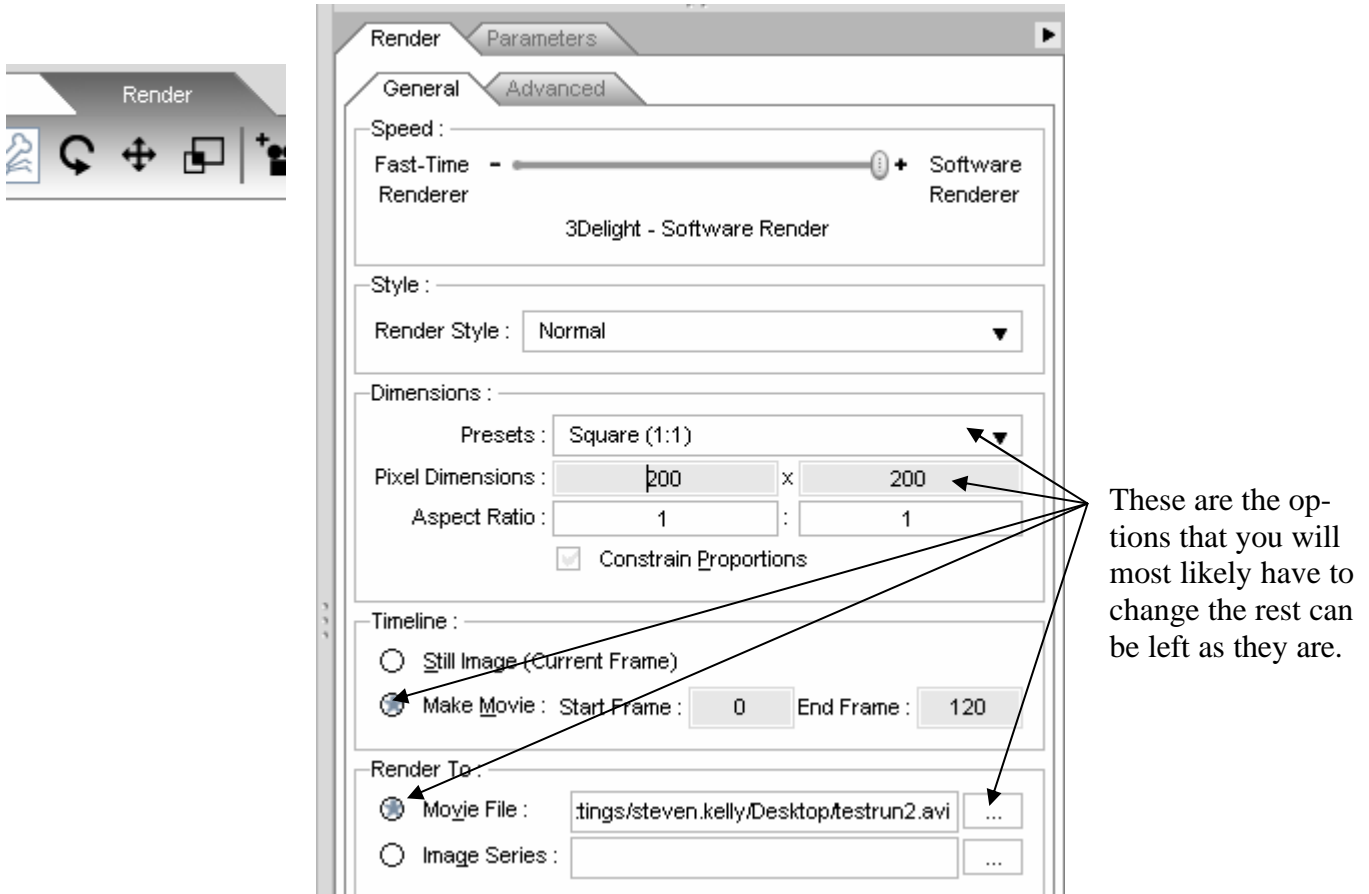 Render
Render Parameters
General Advanced
Speed :
Fast-Time - + Software
Renderer Renderer
3Delight - Software Render
Style :
Render Style : Normal
Dimensions :
Presets : Square (1:1)
Pixel Dimensions : 200 x 200
Aspect Ratio : 1 : 1
Constrain Proportions
Timeline :
Still Image (Current Frame)
Make Movie : Start Frame : 0 End Frame : 120
Render To :
Movie File : :tings/steven.kelly/Desktop/testrun2.avi ...
Image Series : ...
These are the op-
tions that you will
most likely have to
change the rest can
be left as they are.